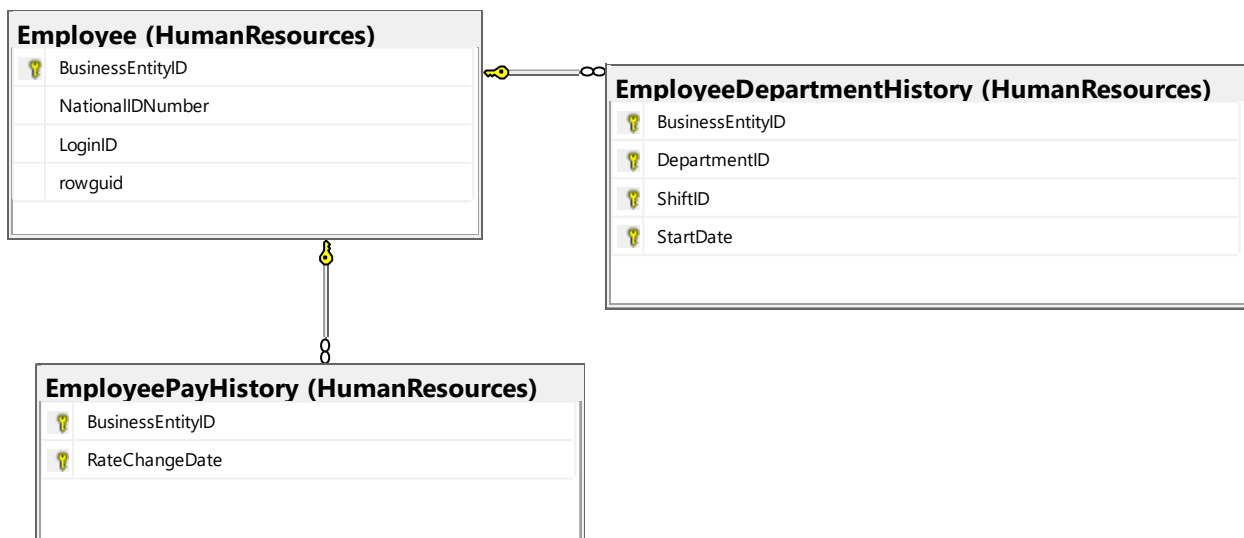 Employee (HumanResources)
BusinessEntityID
NationalIDNumber
LoginID
rowguid
EmployeeDepartmentHistory (HumanResources)
BusinessEntityID
DepartmentID
ShiftID
StartDate
EmployeePayHistory (HumanResources)
BusinessEntityID
RateChangeDate